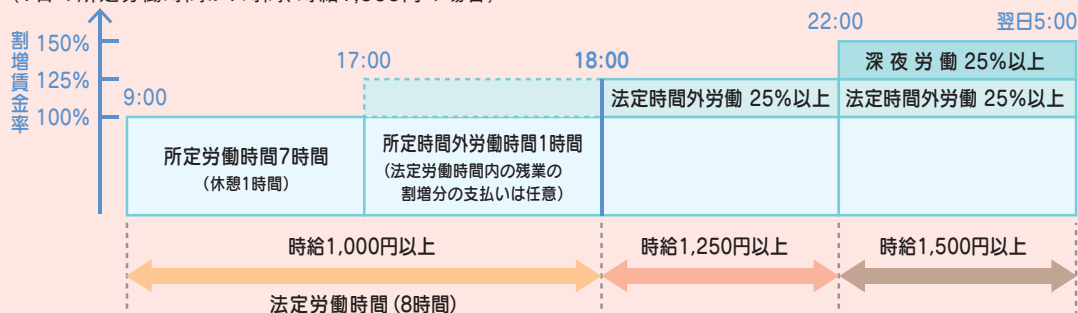 22:00
翌日5:00
割増賃金率
150%
17:00
18:00
深夜労働 25%以上
125%
9:00
法定時間外労働 25%以上
法定時間外労働 25%以上
100%
所定労働時間7時間
(休憩1時間)
所定時間外労働時間1時間
(法定労働時間内の残業の
割増分の支払いは任意)
時給1,000円以上
時給1,250円以上
時給1,500円以上
法定労働時間(8時間)